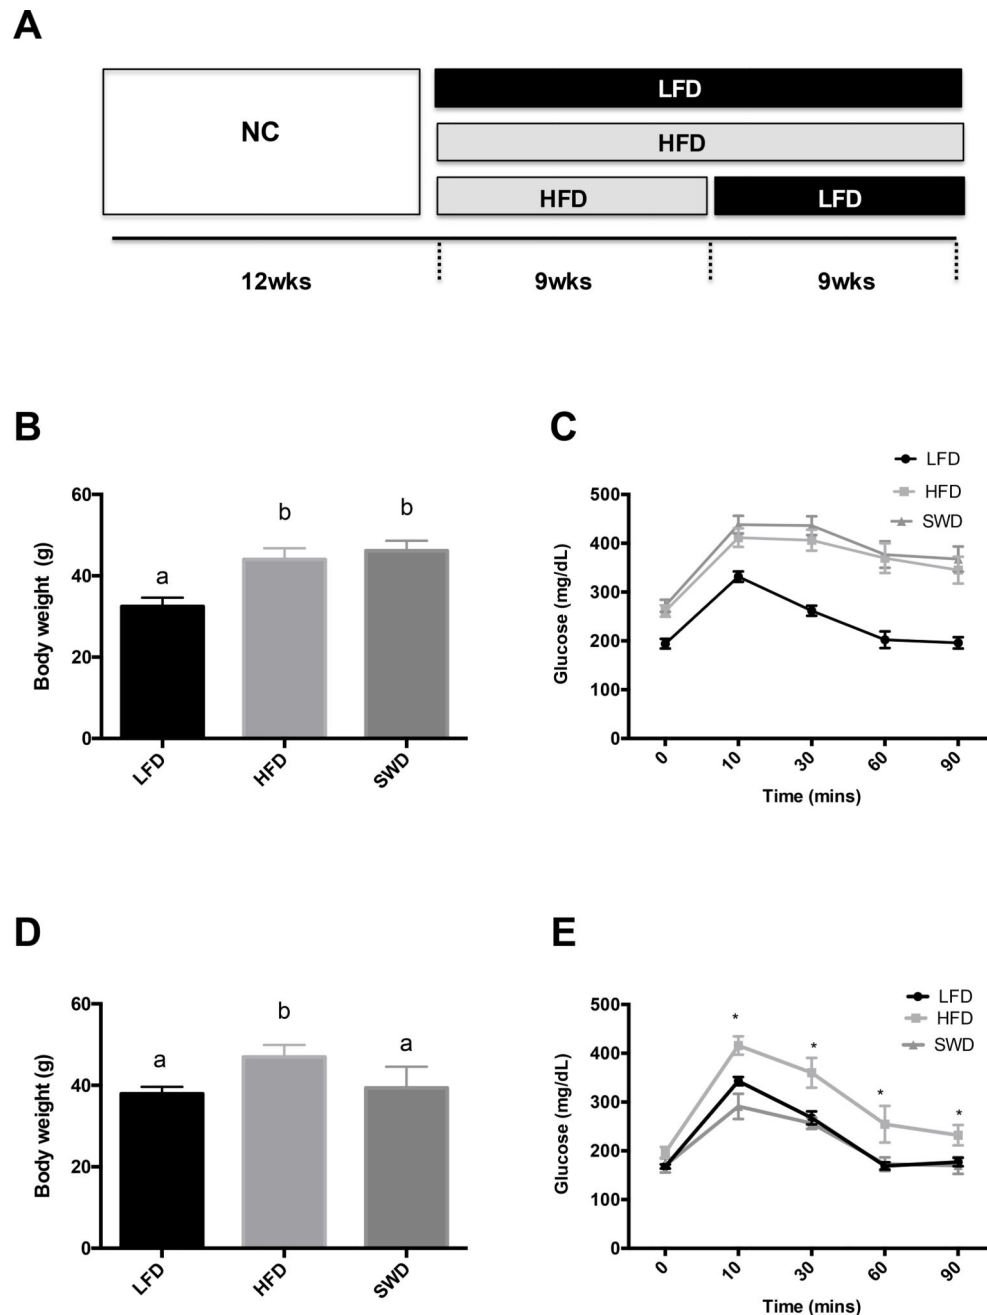 A
NC
LFD
HFD
HFD LFD
12wks 9wks 9wks
B
Body weight (g)
60
40
20
0
a
b
b
LFD HFD SWD
C
LFD
HFD
SWD
Glucose (mg/dL)
500
400
300
200
100
0
0 10 30 60 90
Time (mins)
D
Body weight (g)
60
40
20
0
a
b
a
LFD HFD SWD
E
LFD
HFD
SWD
Glucose (mg/dL)
500
400
300
200
100
0
* * * *
0 10 30 60 90
Time (mins)